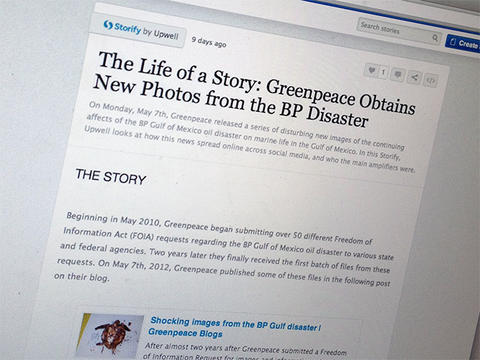 Search stories
Storify by Upwell
9 days ago
Create
1
The Life of a Story: Greenpeace Obtains
New Photos from the BP Disaster
On Monday, May 7th, Greenpeace released a series of disturbing new images of the continuing
affects of the BP Gulf of Mexico oil disaster on marine life in the Gulf of Mexico. In this Storify,
Upwell looks at how this news spread online across social media, and who the main amplifiers were.
THE STORY
Beginning in May 2010, Greenpeace began submitting over 50 different Freedom of
Information Act (FOIA) requests regarding the BP Gulf of Mexico oil disaster to various state
and federal agencies. Two years later they finally received the first batch of files from these
requests. On May 7th, 2012, Greenpeace published some of these files in the following post
on their blog.
Shocking images from the BP Gulf disaster |
Greenpeace Blogs
After almost two years after Greenpeace submitted a Freedom
of Information Request for images and